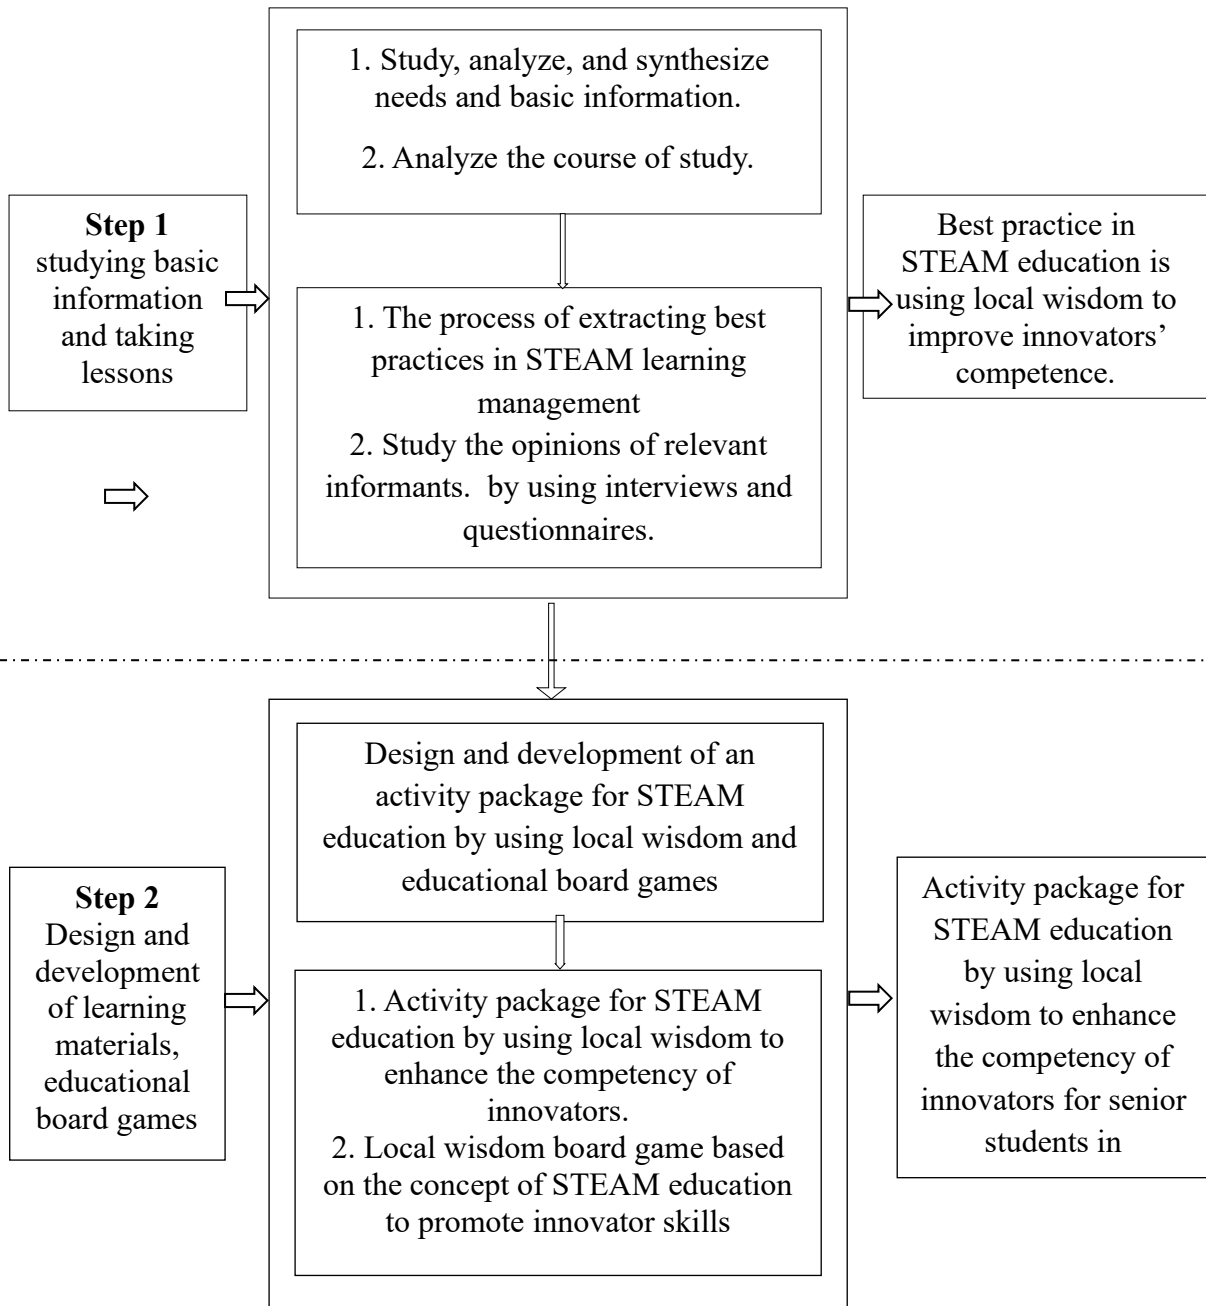 1. Study, analyze, and synthesize
needs and basic information.
2. Analyze the course of study.
Step 1
studying basic
information
and taking
lessons
1. The process of extracting best
practices in STEAM learning
management
2. Study the opinions of relevant
informants.  by using interviews and
questionnaires.
Best practice in
STEAM education is
using local wisdom to
improve innovators’
competence.
Design and development of an
activity package for STEAM
education by using local wisdom and
educational board games
Step 2
Design and
development
of learning
materials,
educational
board games
1. Activity package for STEAM
education by using local wisdom to
enhance the competency of
innovators.
2. Local wisdom board game based
on the concept of STEAM education
to promote innovator skills
Activity package for
STEAM education
by using local
wisdom to enhance
the competency of
innovators for senior
students in